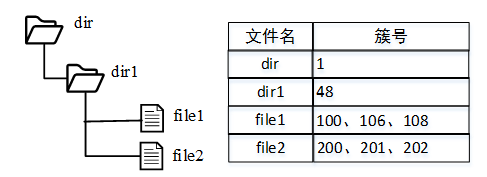 dir
dir1
file1
file2
文件名 簇号
dir 1
dir1 48
file1 100、106、108
file2 200、201、202